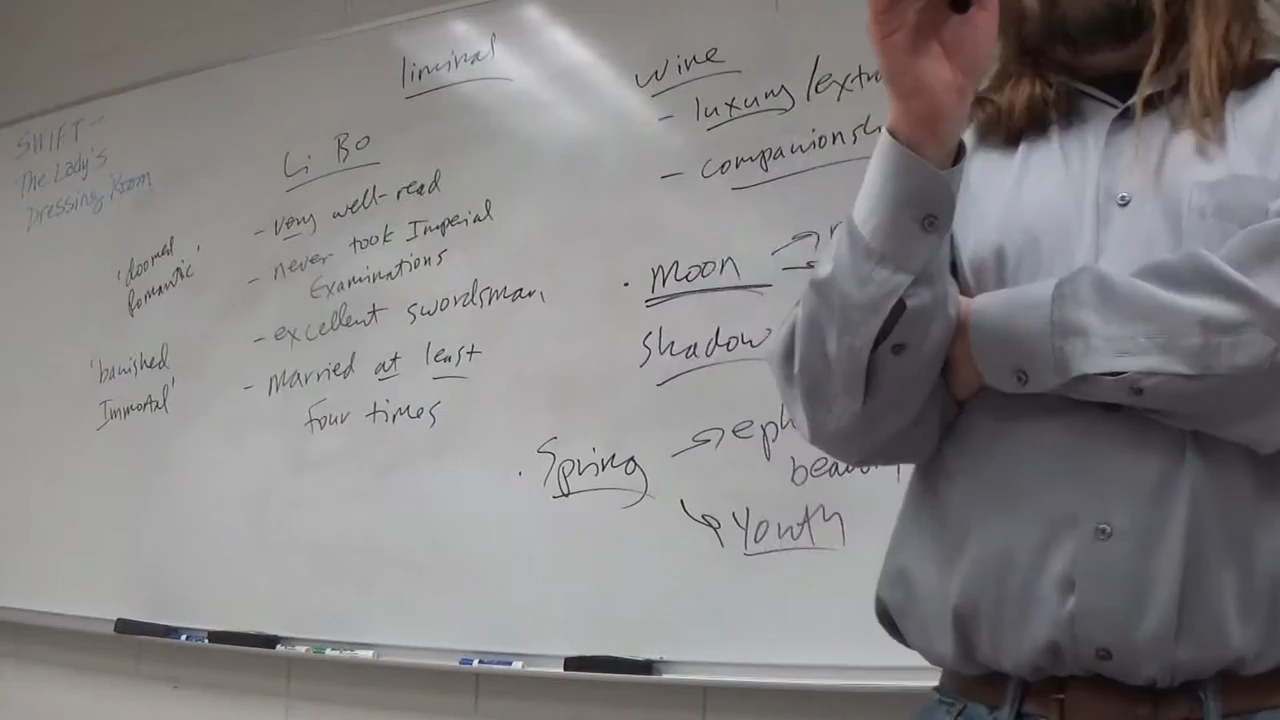 liminal
SWIFT -
The Lady's
Dressing Room
Li Bo
- very well-read
- never took Imperial
Examinations
- excellent swordsman
- married at least
four times
'doomed
Romantic'
'banished
Immortal'
wine
- luxury/
-
· moon →
shadow
· Spring →
↳ Youth